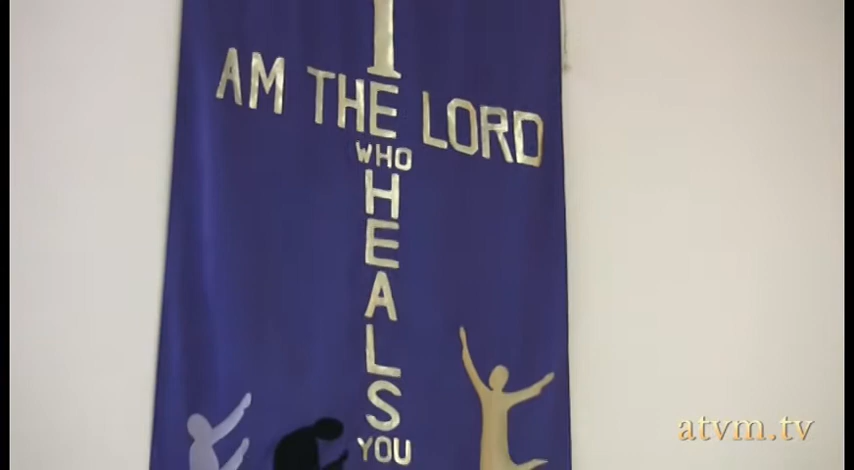 I
AM THE LORD
WHO
HEALS
YOU
atvm.tv